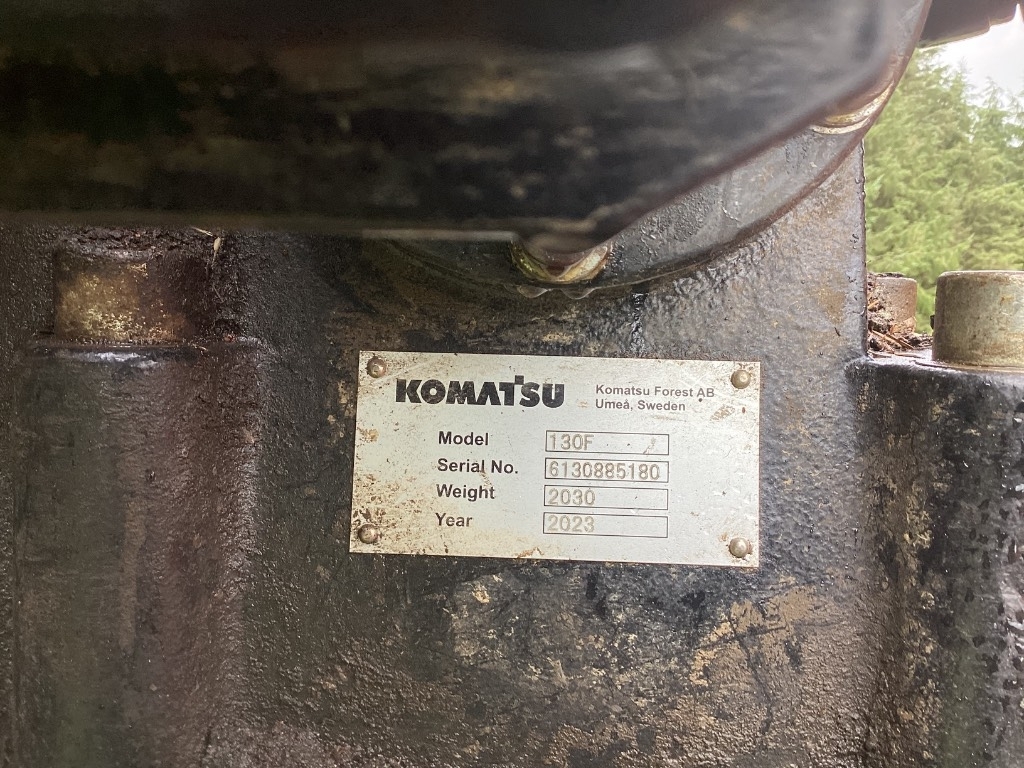 KOMATSU
Komatsu Forest AB
Umeå, Sweden
Model 130F
Serial No. 6130885180
Weight 2030
Year 2023